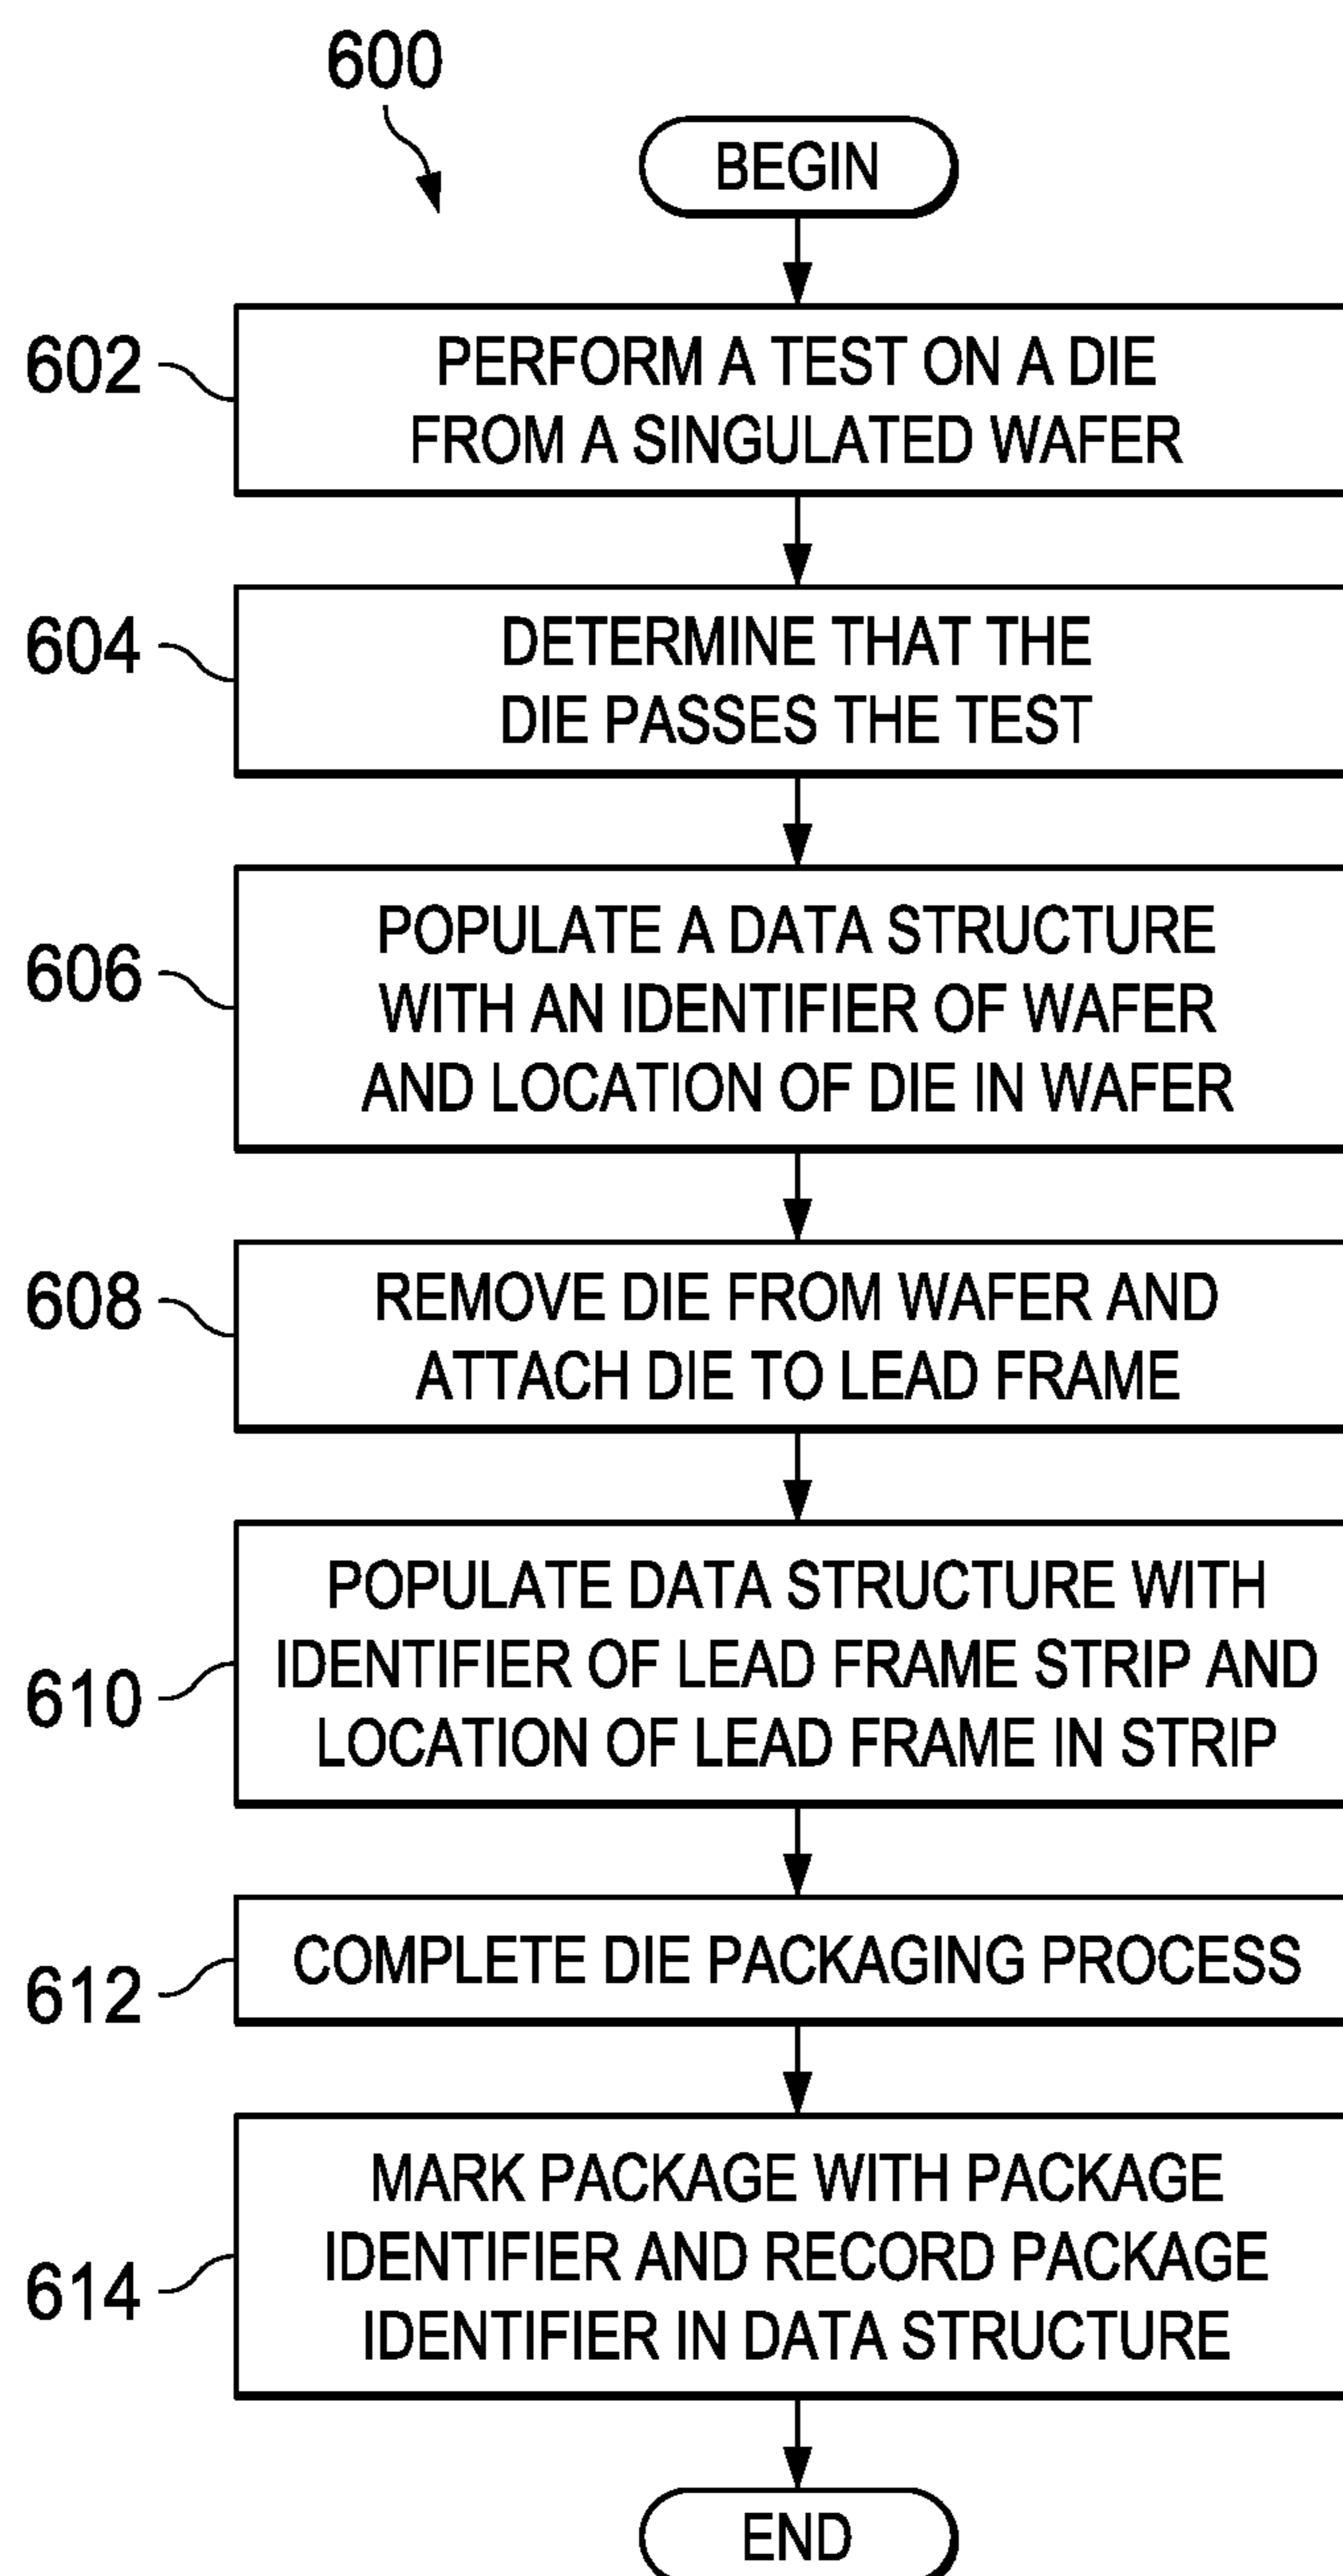 600
BEGIN
602
PERFORM A TEST ON A DIE
FROM A SINGULATED WAFER
604
DETERMINE THAT THE
DIE PASSES THE TEST
606
POPULATE A DATA STRUCTURE
WITH AN IDENTIFIER OF WAFER
AND LOCATION OF DIE IN WAFER
608
REMOVE DIE FROM WAFER AND
ATTACH DIE TO LEAD FRAME
610
POPULATE DATA STRUCTURE WITH
IDENTIFIER OF LEAD FRAME STRIP AND
LOCATION OF LEAD FRAME IN STRIP
612
COMPLETE DIE PACKAGING PROCESS
614
MARK PACKAGE WITH PACKAGE
IDENTIFIER AND RECORD PACKAGE
IDENTIFIER IN DATA STRUCTURE
END